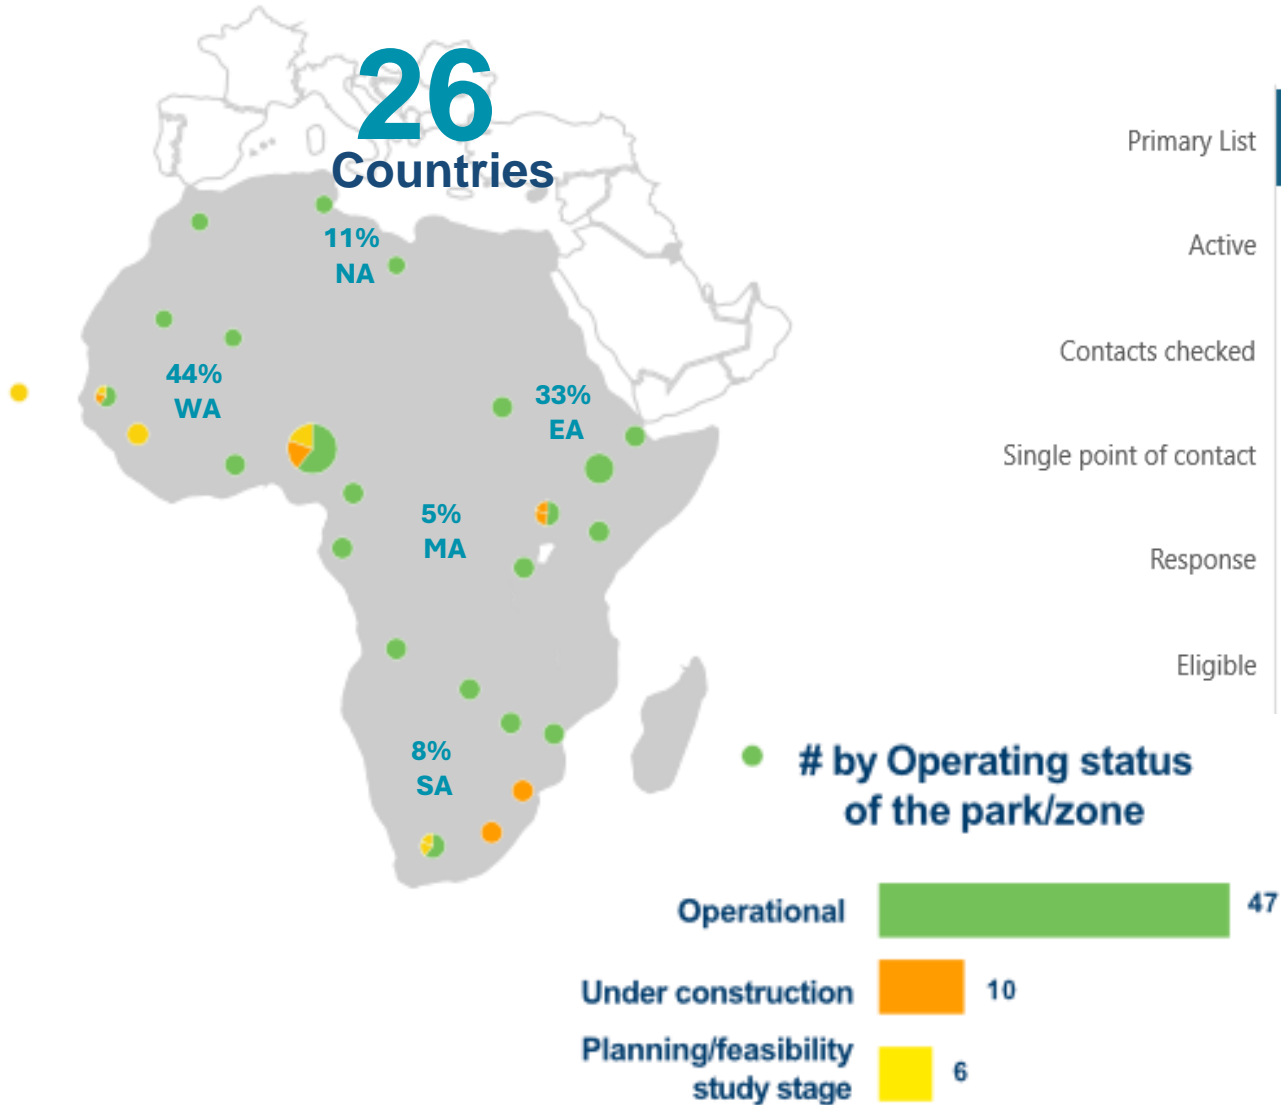 26
Countries
11%
NA
44%
WA
33%
EA
5%
MA
8%
SA
Primary List
Active
Contacts checked
Single point of contact
Response
Eligible
# by Operating status
of the park/zone
Operational
47
Under construction
10
Planning/feasibility
study stage
6